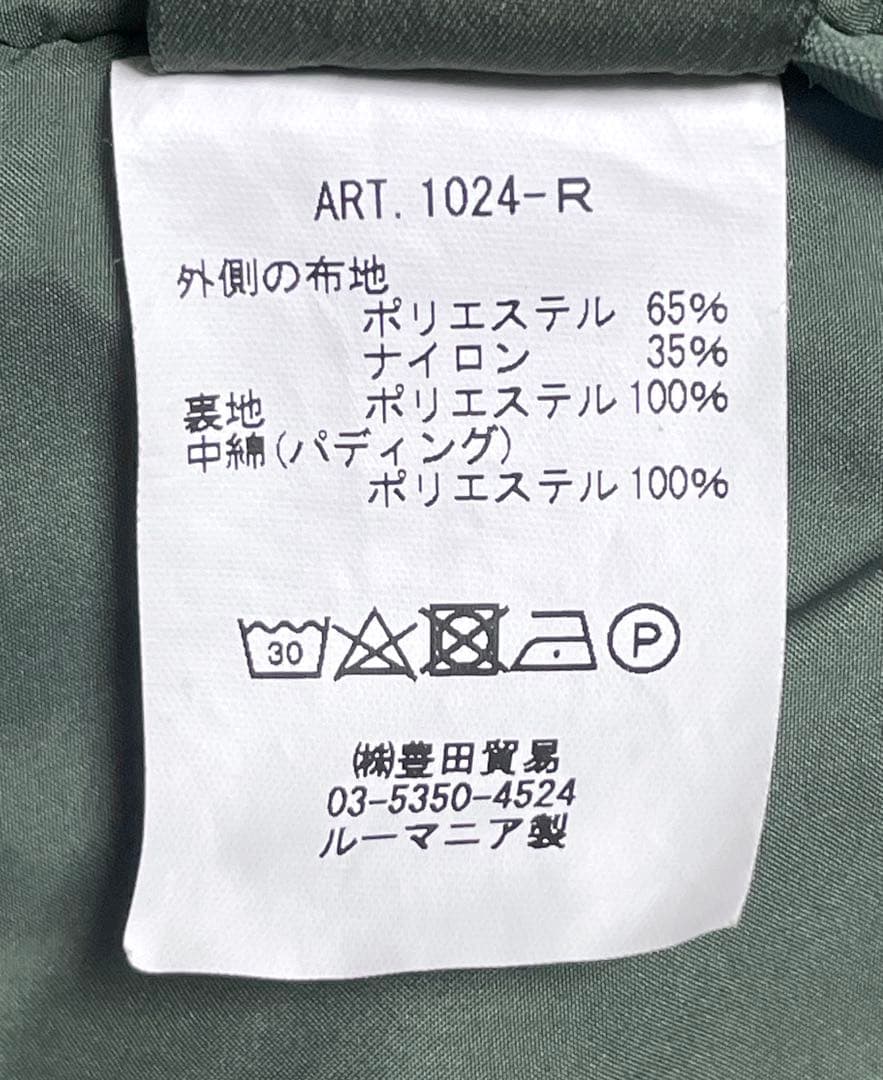 ART. 1024-R
外側の布地
ポリエステル 65%
ナイロン 35%
裏地 ポリエステル 100%
中綿(パディング)
ポリエステル 100%
30 P
㈱豊田貿易
03-5350-4524
ルーマニア製